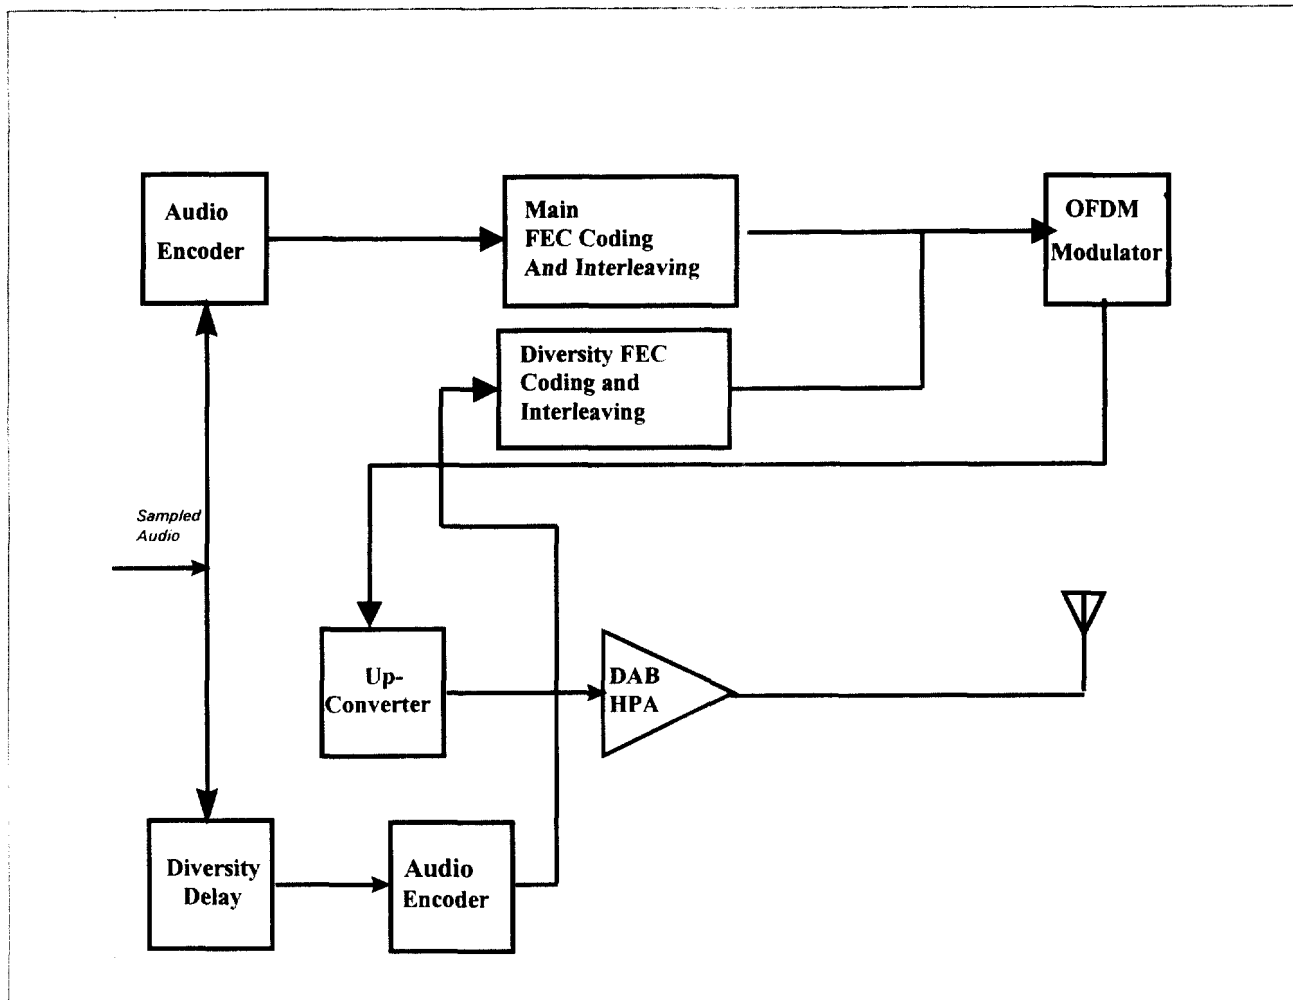 Audio
Encoder
Main
FEC Coding
And Interleaving
OFDM
Modulator
Diversity FEC
Coding and
Interleaving
Sampled
Audio
Up-
Converter
DAB
HPA
Diversity
Delay
Audio
Encoder